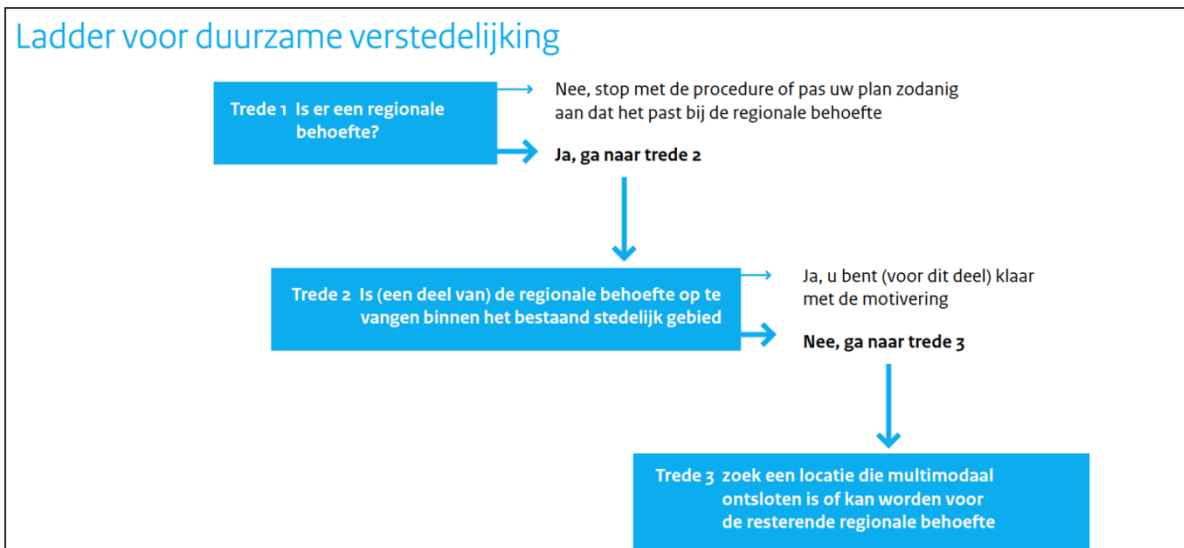 Ladder voor duurzame verstedelijking
Trede 1 Is er een regionale
behoefte?
Nee, stop met de procedure of pas uw plan zodanig
aan dat het past bij de regionale behoefte
Ja, ga naar trede 2
Trede 2 Is (een deel van) de regionale behoefte op te
vangen binnen het bestaand stedelijk gebied
Ja, u bent (voor dit deel) klaar
met de motivering
Nee, ga naar trede 3
Trede 3 zoek een locatie die multimodaal
ontsloten is of kan worden voor
de resterende regionale behoefte